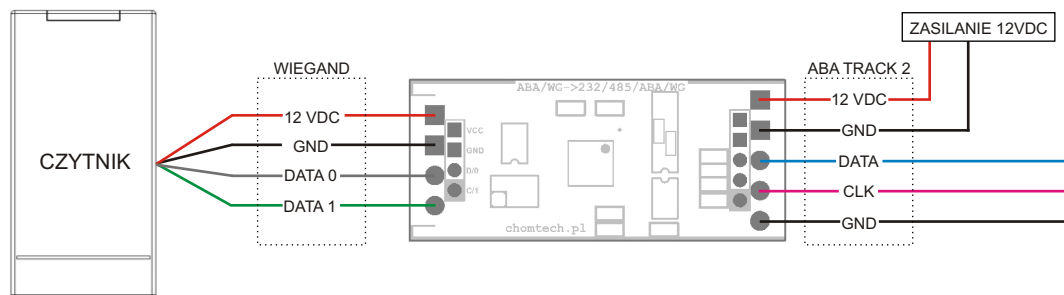 ZASILANIE 12VDC
WIEGAND
ABA TRACK 2
ABA/WG->232/485/ABA/WG
CZYTNIK
12 VDC
GND
DATA 0
DATA 1
VCC
GND
D/0
C/1
chomtech.pl
12 VDC
GND
DATA
CLK
GND